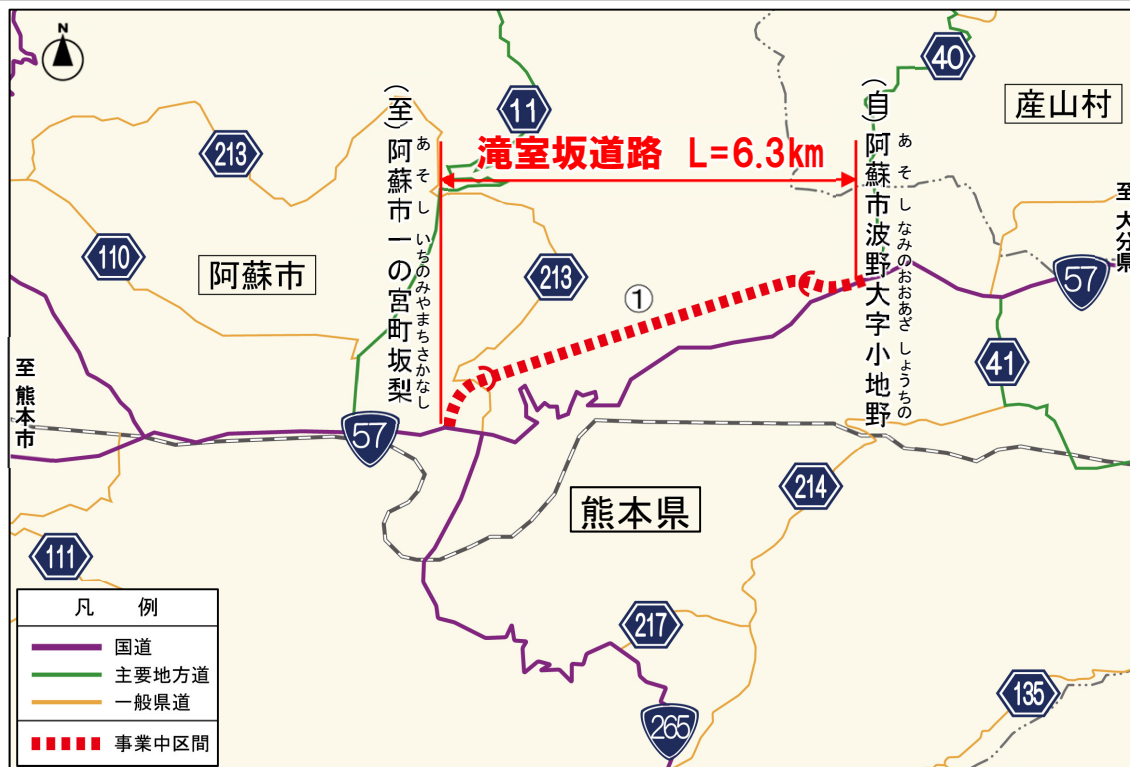 N
40
産山村
11
(至)阿蘇市一の宮町坂梨
あそし いちのみやまちさかなし
滝室坂道路 L=6.3km
(自)阿蘇市波野大字小地野
あそし なみのおおあざ しょうちの
213
110
阿蘇市
213
①
至 大分県
57
41
至 熊本市
57
熊本県
214
111
217
265
135
凡 例
国道
主要地方道
一般県道
事業中区間